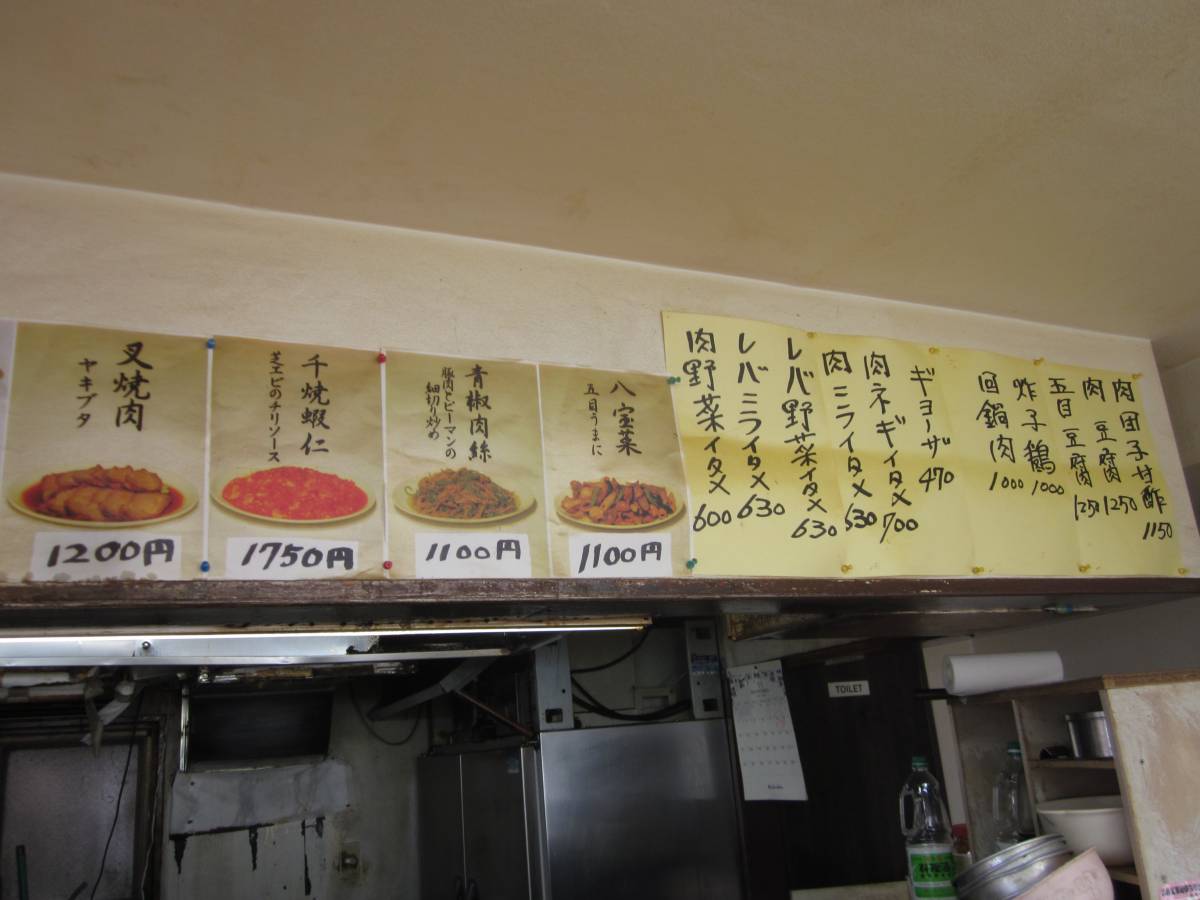 叉焼肉
ヤキブタ
1200円
干焼蝦仁
芝エビのチリソース
1750円
青椒肉絲
豚肉とピーマンの
細切り炒め
1100円
八宝菜
五目うまに
1100円
肉野菜イタメ
600
レバニライタメ
630
レバ野菜イタメ
630
肉ニライタメ
630
肉ネギイタメ
700
ギョーザ
470
回鍋肉
1000
炸子鶏
1000
五目豆腐
1250
肉豆腐
1250
肉団子甘酢
1150
TOILET